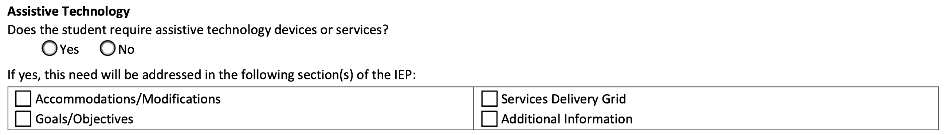 Assistive Technology
Does the student require assistive technology devices or services?
Yes No
If yes, this need will be addressed in the following section(s) of the IEP:
Accommodations/Modifications Services Delivery Grid
Goals/Objectives Additional Information